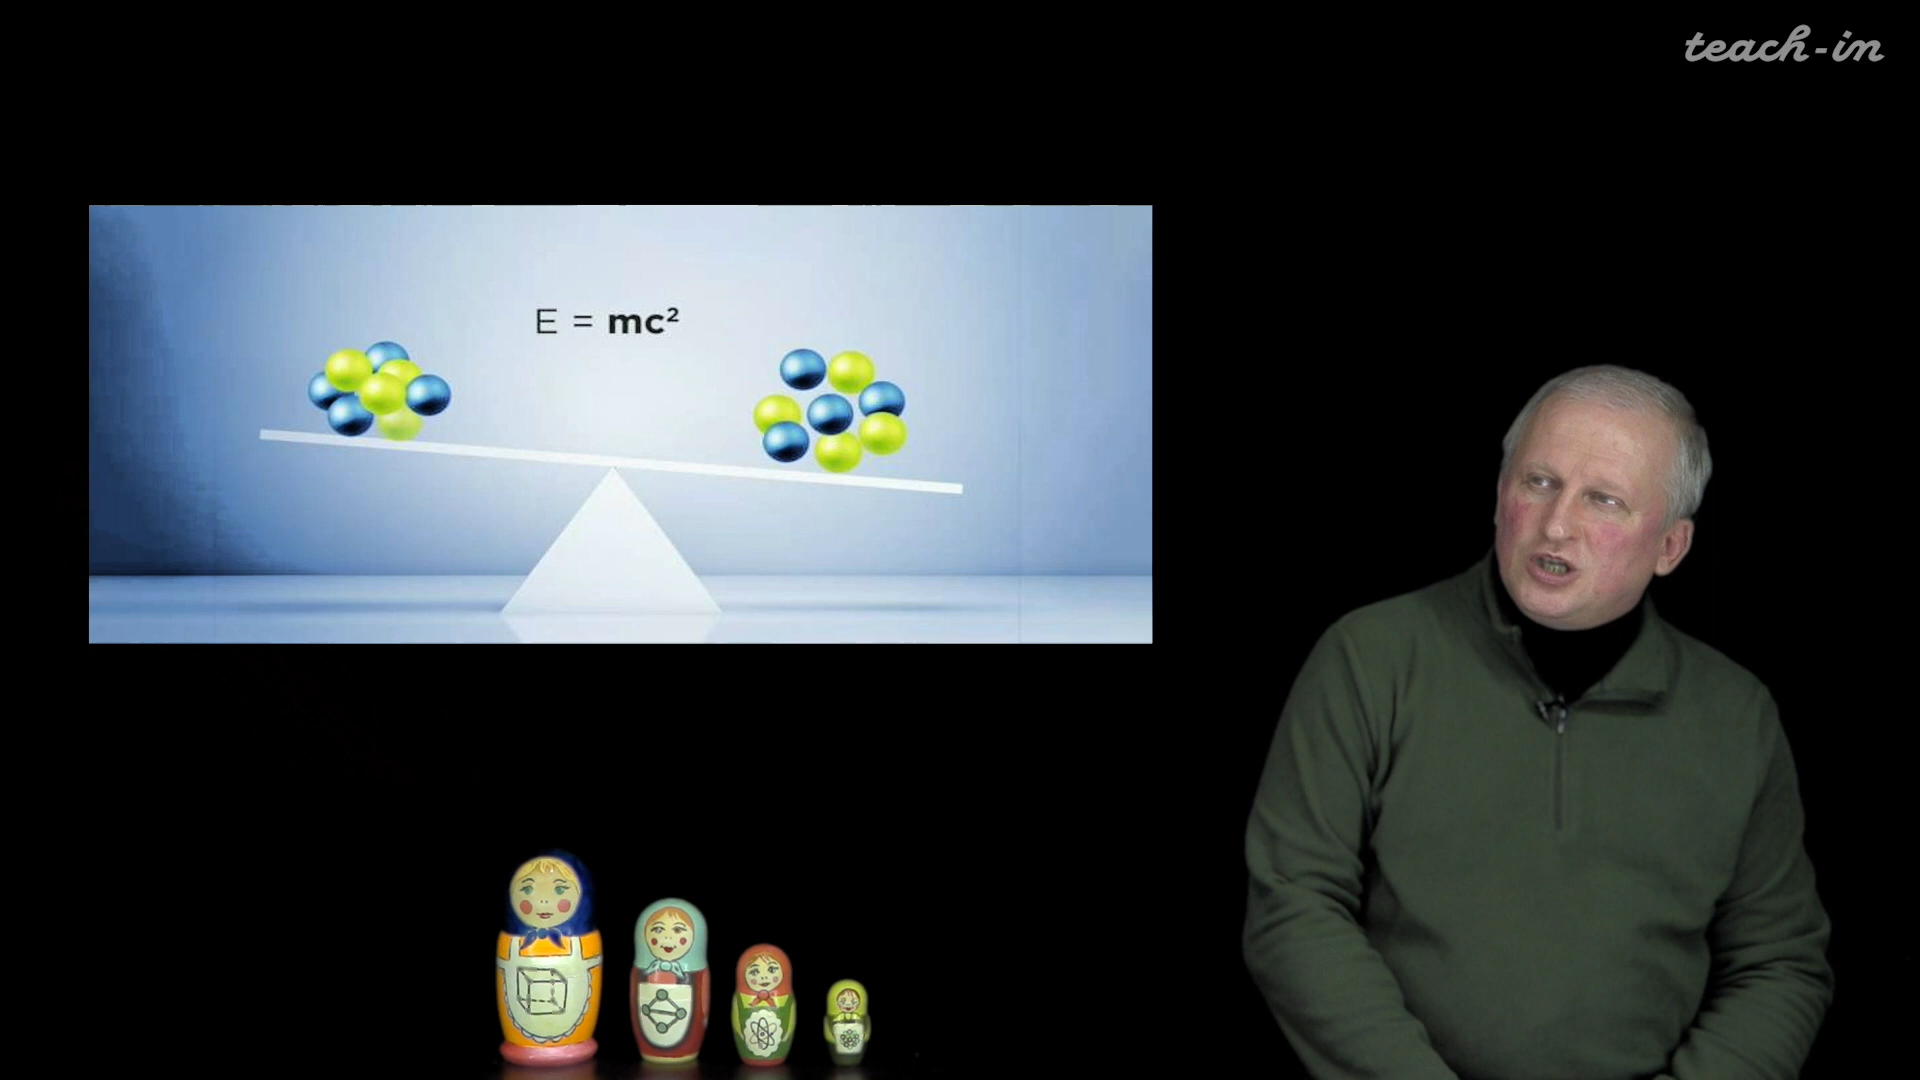 teach-in
E = mc²